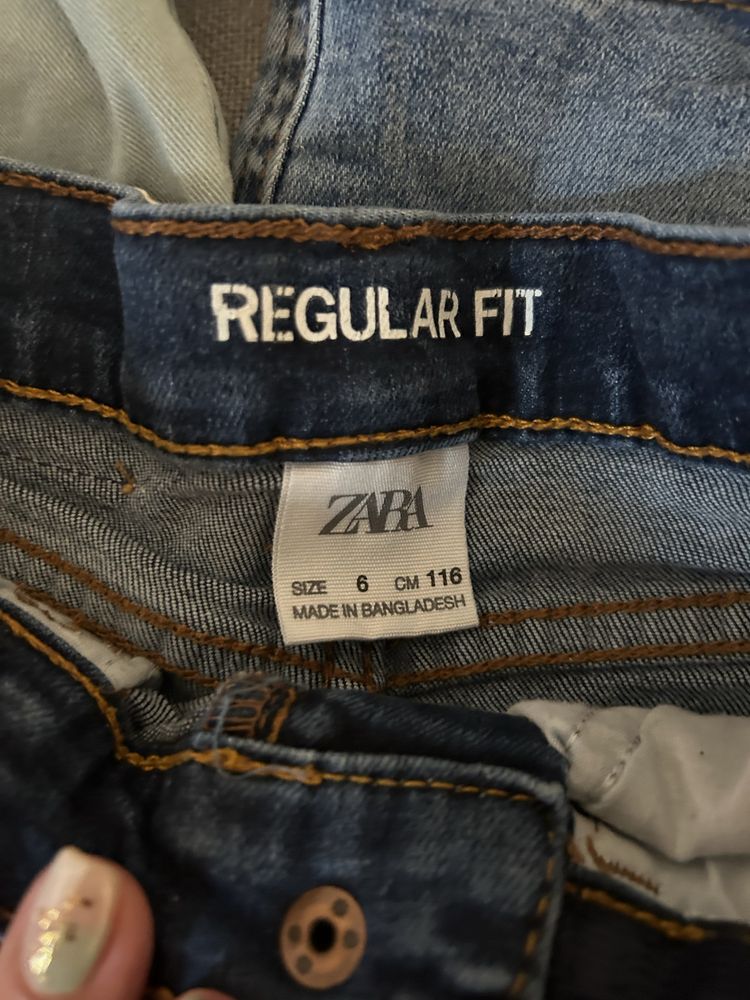 REGULAR FIT
ZARA
SIZE 6 CM 116
MADE IN BANGLADESH